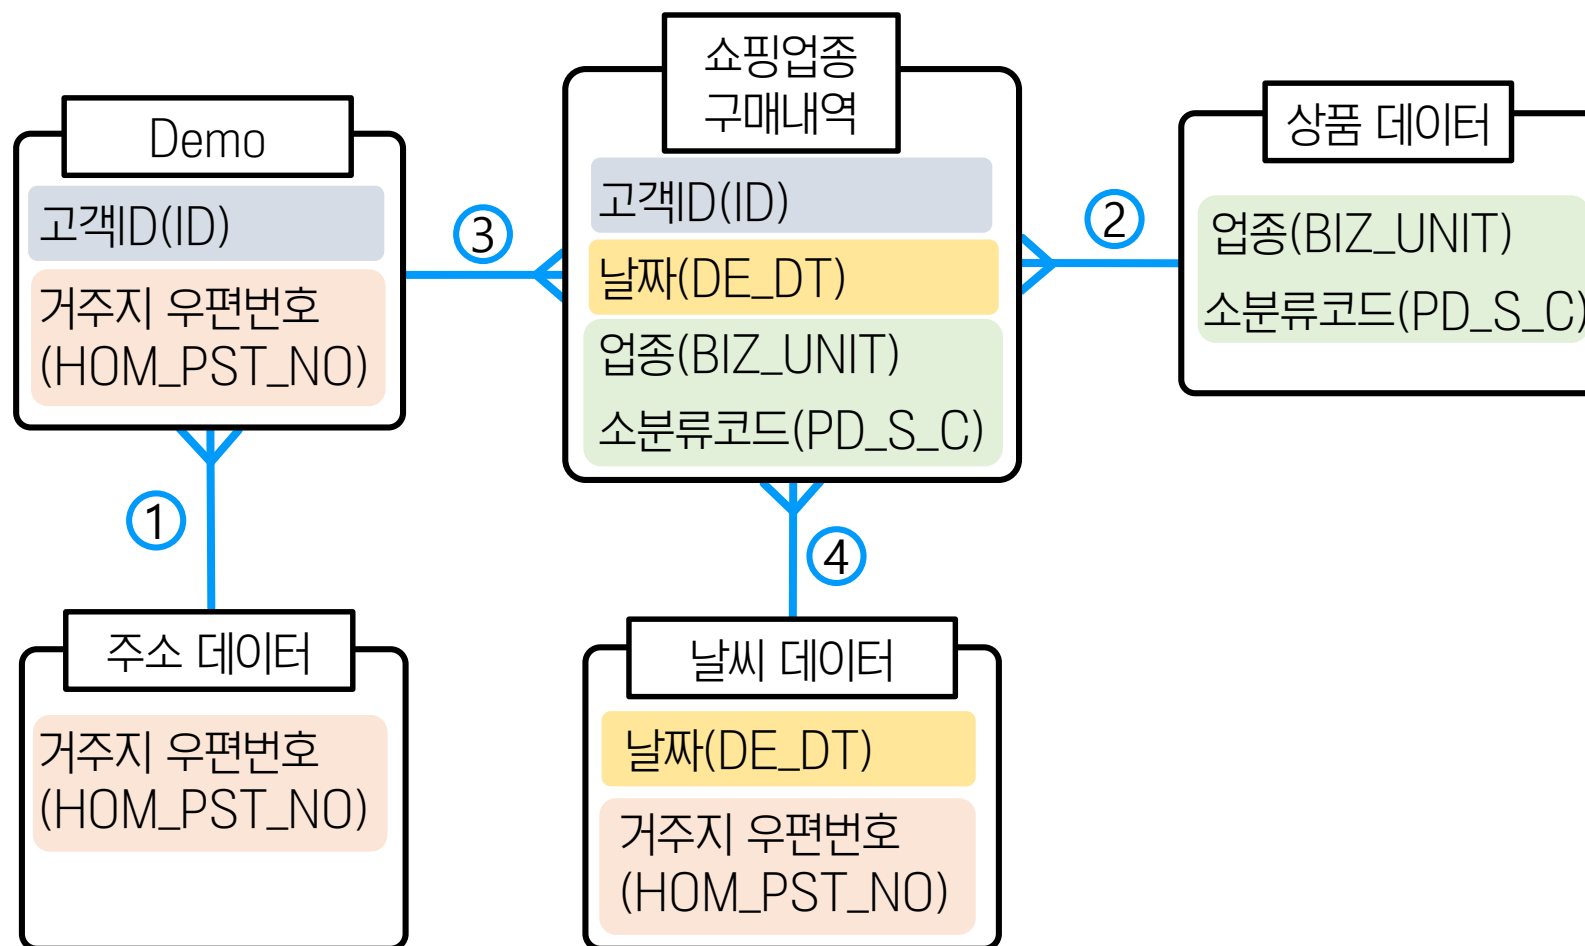 Demo
고객ID(ID)
거주지 우편번호
(HOM_PST_NO)
③
쇼핑업종
구매내역
고객ID(ID)
날짜(DE_DT)
업종(BIZ_UNIT)
소분류코드(PD_S_C)
②
상품 데이터
업종(BIZ_UNIT)
소분류코드(PD_S_C)
①
④
주소 데이터
거주지 우편번호
(HOM_PST_NO)
날씨 데이터
날짜(DE_DT)
거주지 우편번호
(HOM_PST_NO)